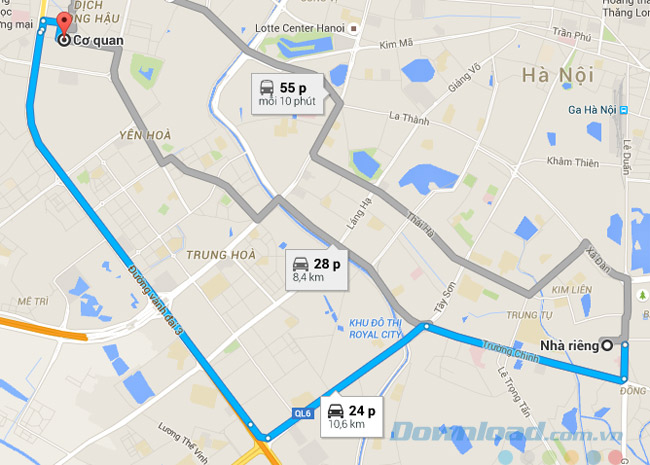 DỊCH
VỌNG HẬU
Cơ quan
Lotte Center Hanoi
Kim Mã
Trần Phú
Thăng Lon
Hà Nội
Giảng Võ
55 p
mỗi 10 phút
La Thành
Ga Hà Nội
Lê Duẩn
YÊN HOÀ
Khâm Thiên
Láng Hạ
Thái Hà
Xã Đàn
TRUNG HOÀ
28 p
8,4 km
KIM LIÊN
MỄ TRÌ
Đường vành đai 3
Tây Sơn
TRUNG TỰ
KHU ĐÔ THỊ
ROYAL CITY
Nhà riêng
Trường Chinh
Lê Trọng Tấn
QL6
24 p
10,6 km
ĐỒNG
Lương Thế Vinh
Download.com.vn